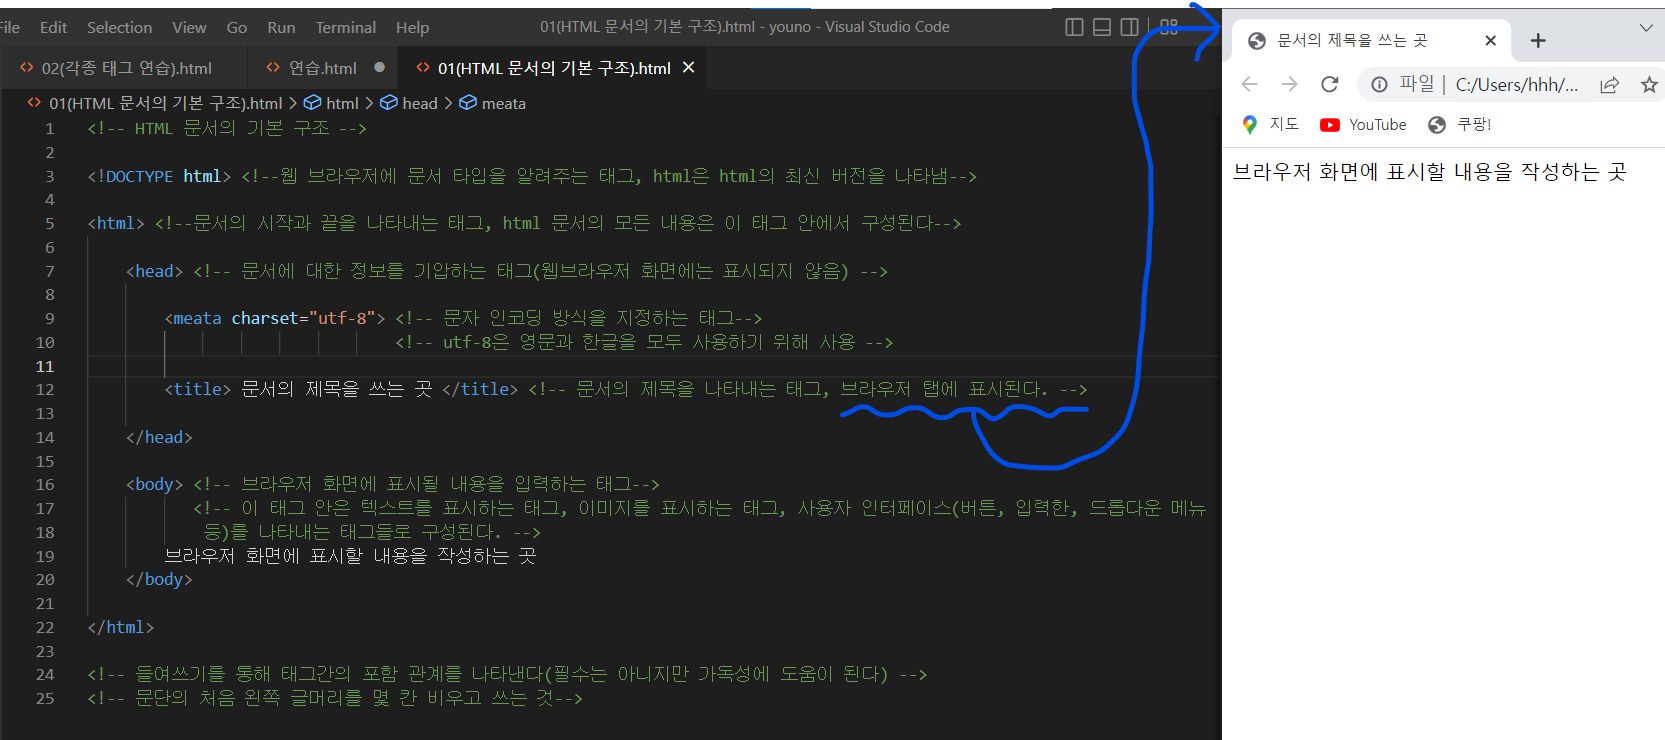 File Edit Selection View Go Run Terminal Help 01(HTML 문서의 기본 구조).html - youno - Visual Studio Code
02(각종 태그 연습).html 연습.html 01(HTML 문서의 기본 구조).html
01(HTML 문서의 기본 구조).html > html > head > meata
1 <!-- HTML 문서의 기본 구조 -->
2
3 <!DOCTYPE html> <!--웹 브라우저에 문서 타입을 알려주는 태그, html은 html의 최신 버전을 나타냄-->
4
5 <html> <!--문서의 시작과 끝을 나타내는 태그, html 문서의 모든 내용은 이 태그 안에서 구성된다-->
6
7 <head> <!-- 문서에 대한 정보를 기압하는 태그(웹브라우저 화면에는 표시되지 않음) -->
8
9 <meata charset="utf-8"> <!-- 문자 인코딩 방식을 지정하는 태그-->
10 <!-- utf-8은 영문과 한글을 모두 사용하기 위해 사용 -->
11
12 <title> 문서의 제목을 쓰는 곳 </title> <!-- 문서의 제목을 나타내는 태그, 브라우저 탭에 표시된다. -->
13
14 </head>
15
16 <body> <!-- 브라우저 화면에 표시될 내용을 입력하는 태그-->
17 <!-- 이 태그 안은 텍스트를 표시하는 태그, 이미지를 표시하는 태그, 사용자 인터페이스(버튼, 입력한, 드롭다운 메뉴
18 등)를 나타내는 태그들로 구성된다. -->
19 브라우저 화면에 표시할 내용을 작성하는 곳
20 </body>
21
22 </html>
23
24 <!-- 들여쓰기를 통해 태그간의 포함 관계를 나타낸다(필수는 아니지만 가독성에 도움이 된다) -->
25 <!-- 문단의 처음 왼쪽 글머리를 몇 칸 비우고 쓰는 것-->
문서의 제목을 쓰는 곳
파일 | C:/Users/hhh/...
지도 YouTube 쿠팡!
브라우저 화면에 표시할 내용을 작성하는 곳